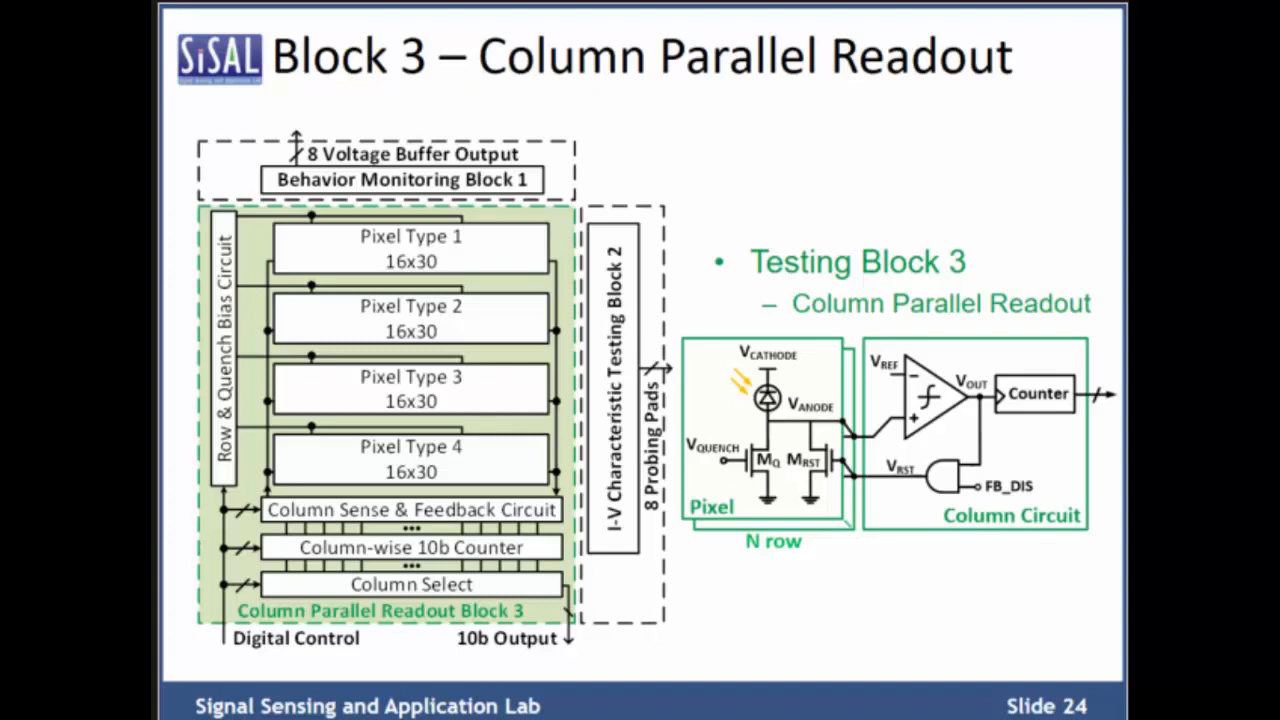 SiSAL
Block 3 – Column Parallel Readout
8 Voltage Buffer Output
Behavior Monitoring Block 1
Row & Quench Bias Circuit
Pixel Type 1
16x30
Pixel Type 2
16x30
Pixel Type 3
16x30
Pixel Type 4
16x30
Column Sense & Feedback Circuit
...
Column-wise 10b Counter
...
Column Select
Column Parallel Readout Block 3
Digital Control
10b Output
I-V Characteristic Testing Block 2
8 Probing Pads
• Testing Block 3
– Column Parallel Readout
VCATHODE
VANODE
VQUENCH
MQ
MRST
Pixel
N row
VREF
VOUT
Counter
VRST
FB_DIS
Column Circuit
Signal Sensing and Application Lab
Slide 24